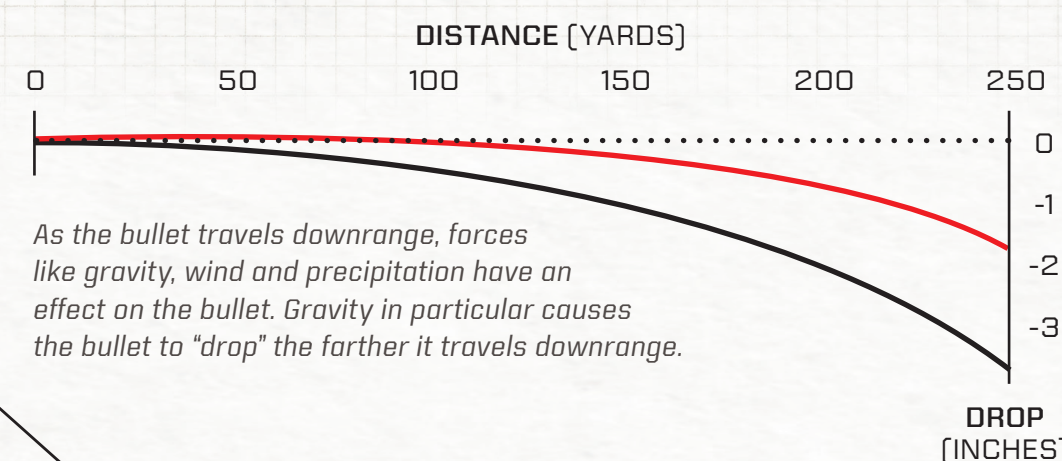 DISTANCE (YARDS)
0 50 100 150 200 250
0
-1
-2
-3
As the bullet travels downrange, forces
like gravity, wind and precipitation have an
effect on the bullet. Gravity in particular causes
the bullet to “drop” the farther it travels downrange.
DROP
(INCHES